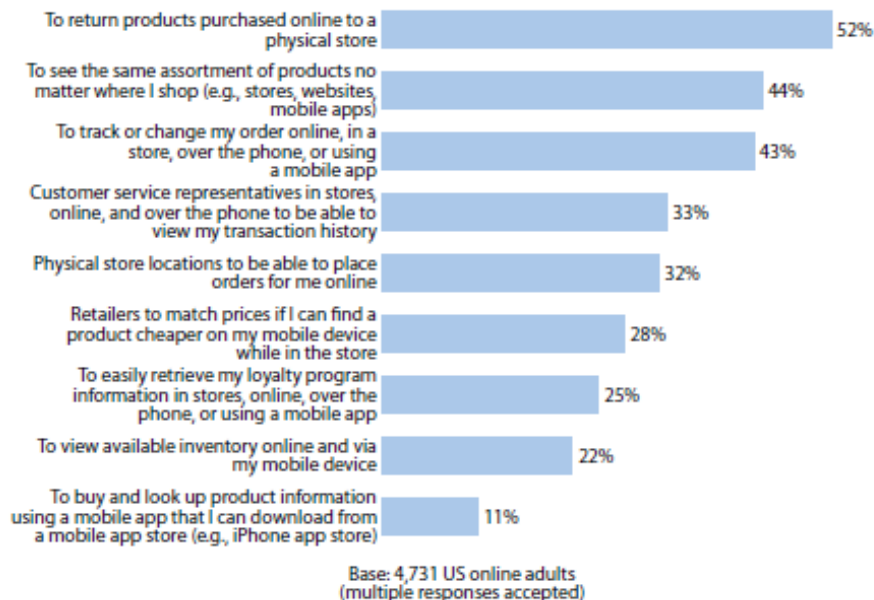 To return products purchased online to a
physical store
52%
To see the same assortment of products no
matter where I shop (e.g., stores, websites,
mobile apps)
44%
To track or change my order online, in a
store, over the phone, or using
a mobile app
43%
Customer service representatives in stores,
online, and over the phone to be able to
view my transaction history
33%
Physical store locations to be able to place
orders for me online
32%
Retailers to match prices if I can find a
product cheaper on my mobile device
while in the store
28%
To easily retrieve my loyalty program
information in stores, online, over the
phone, or using a mobile app
25%
To view available inventory online and via
my mobile device
22%
To buy and look up product information
using a mobile app that I can download from
a mobile app store (e.g., iPhone app store)
11%
Base: 4,731 US online adults
(multiple responses accepted)